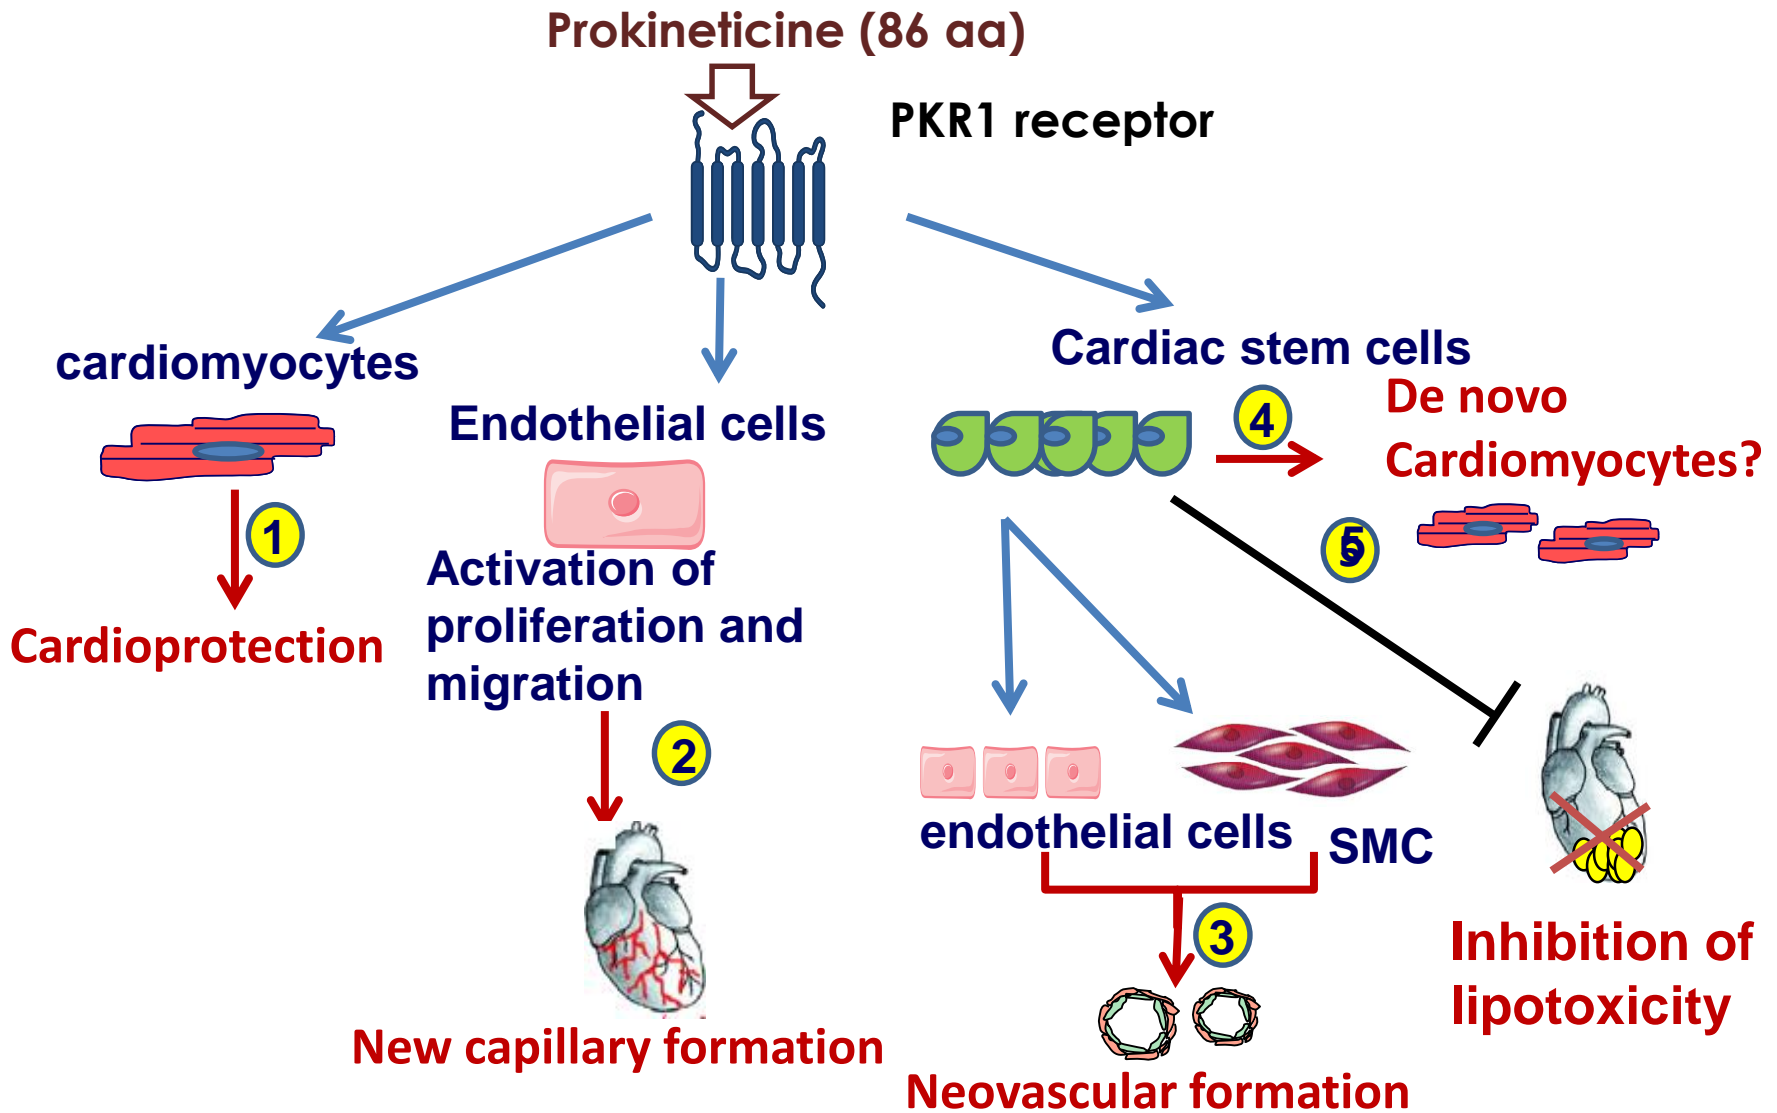 Prokineticine (86 aa)
PKR1 receptor
cardiomyocytes
Cardiac stem cells
Endothelial cells
De novo
Cardiomyocytes?
4
1
5
Activation of
proliferation and
migration
Cardioprotection
2
endothelial cells
SMC
3
Inhibition of
lipotoxicity
New capillary formation
Neovascular formation